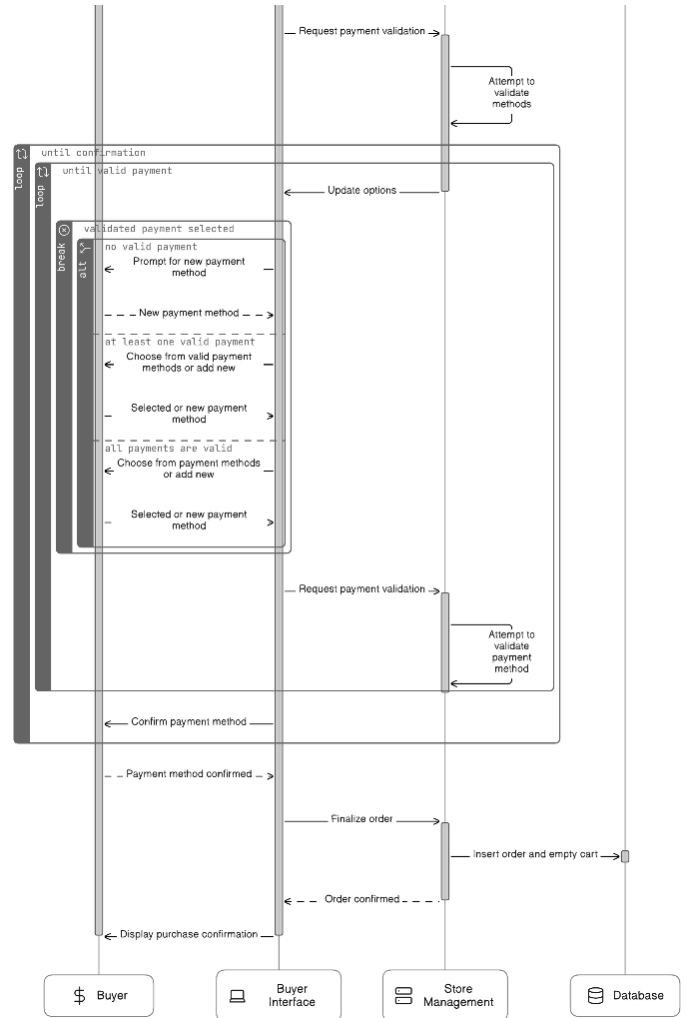 Request payment validation
Attempt to
validate
methods
loop
until confirmation
loop
until valid payment
Update options
break
validated payment selected
alt
no valid payment
Prompt for new payment
method
New payment method
at least one valid payment
Choose from valid payment
methods or add new
Selected or new payment
method
all payments are valid
Choose from payment methods
or add new
Selected or new payment
method
Request payment validation
Attempt to
validate
payment
method
Confirm payment method
Payment method confirmed
Finalize order
Insert order and empty cart
Order confirmed
Display purchase confirmation
$ Buyer
Buyer
Interface
Store
Management
Database